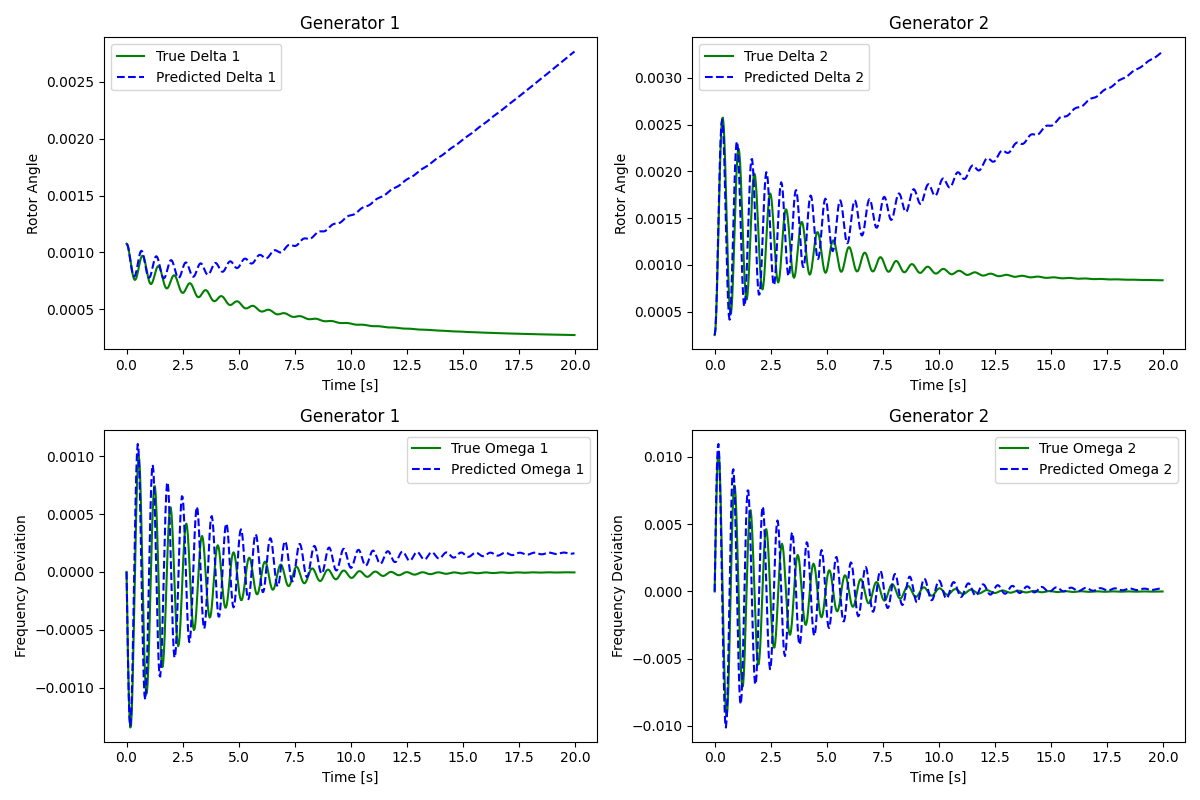 Generator 1
True Delta 1
Predicted Delta 1
Rotor Angle
0.0025
0.0020
0.0015
0.0010
0.0005
0.0 2.5 5.0 7.5 10.0 12.5 15.0 17.5 20.0
Time [s]
Generator 2
True Delta 2
Predicted Delta 2
Rotor Angle
0.0030
0.0025
0.0020
0.0015
0.0010
0.0005
0.0 2.5 5.0 7.5 10.0 12.5 15.0 17.5 20.0
Time [s]
Generator 1
True Omega 1
Predicted Omega 1
Frequency Deviation
0.0010
0.0005
0.0000
−0.0005
−0.0010
0.0 2.5 5.0 7.5 10.0 12.5 15.0 17.5 20.0
Time [s]
Generator 2
True Omega 2
Predicted Omega 2
Frequency Deviation
0.010
0.005
0.000
−0.005
−0.010
0.0 2.5 5.0 7.5 10.0 12.5 15.0 17.5 20.0
Time [s]